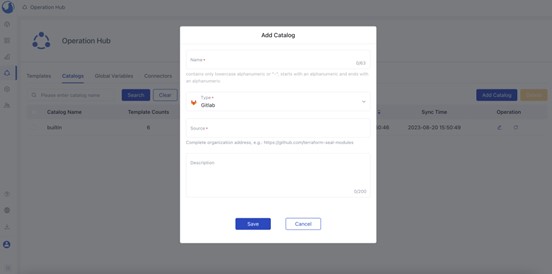 Operation Hub
Operation Hub
Templates Catalogs Global Variables Connectors
Please enter catalog name Search Clear Add Catalog
Catalog Name Template Counts Sync Time Operation
builtin 6 50:48 2023-06-20 15:50:49
Add Catalog
Name *
0/63
contains only lowercase alphanumeric or "-", starts with an alphanumeric and ends with
an alphanumeric.
Type *
Gitlab
Source *
Complete organization address, e.g.: https://github.com/terraform-seal-modules
Description
0/200
Save Cancel